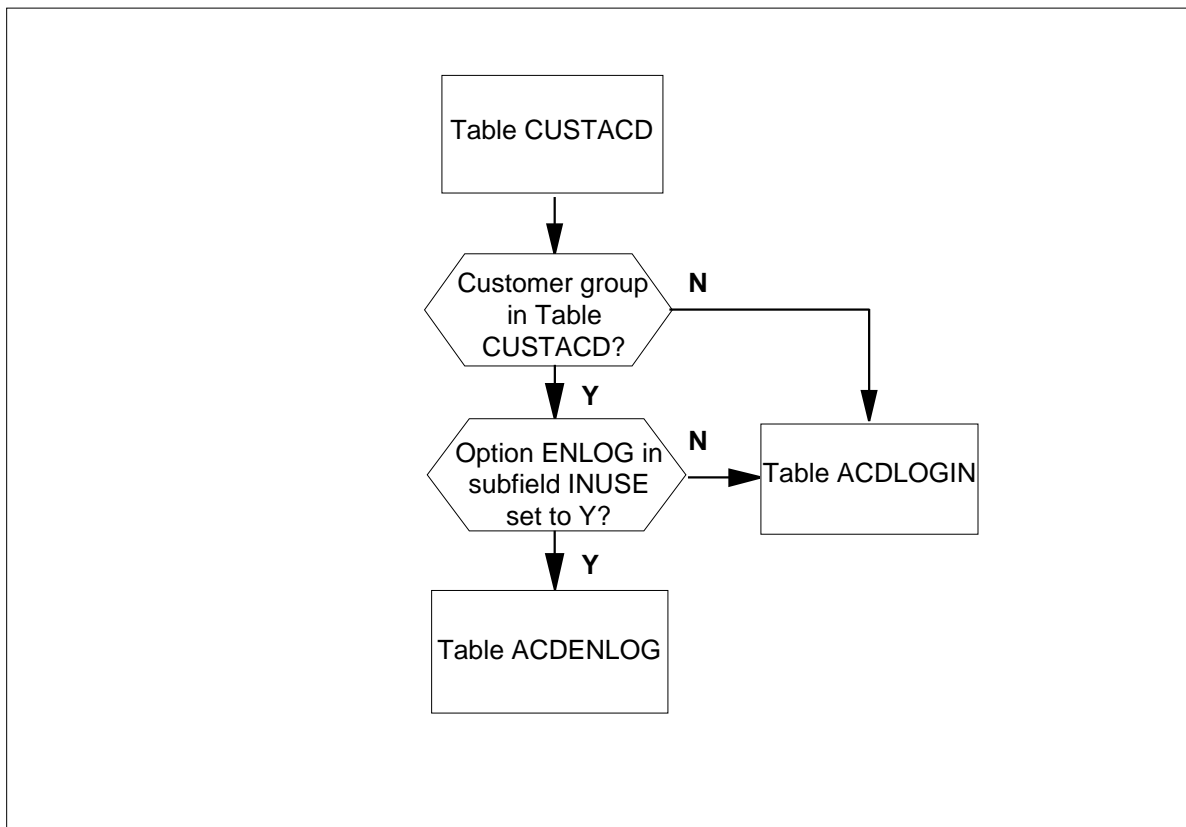 Table CUSTACD
Customer group
in Table
CUSTACD?
N
Y
Option ENLOG in
subfield INUSE
set to Y?
N
Table ACDLOGIN
Y
Table ACDENLOG